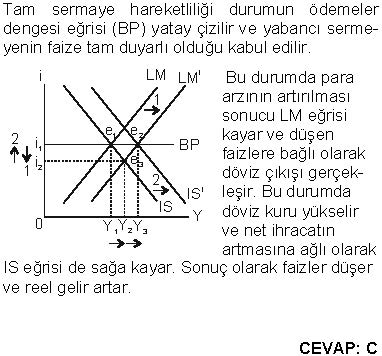 Tam sermaye hareketliliği durumun ödemeler
dengesi eğrisi (BP) yatay çizilir ve yabancı serme-
yenin faize tam duyarlı olduğu kabul edilir.
i
LM
LM'
1
e₁
e₂
i₁
BP
2
1
i₂
e₃
2
IS'
IS
0
Y₁
Y₂
Y₃
Y
Bu durumda para
arzının artırılması
sonucu LM eğrisi
kayar ve düşen
faizlere bağlı olarak
döviz çıkışı gerçek-
leşir. Bu durumda
döviz kuru yükselir
ve net ihracatın
artmasına ağlı olarak
IS eğrisi de sağa kayar. Sonuç olarak faizler düşer
ve reel gelir artar.
CEVAP: C